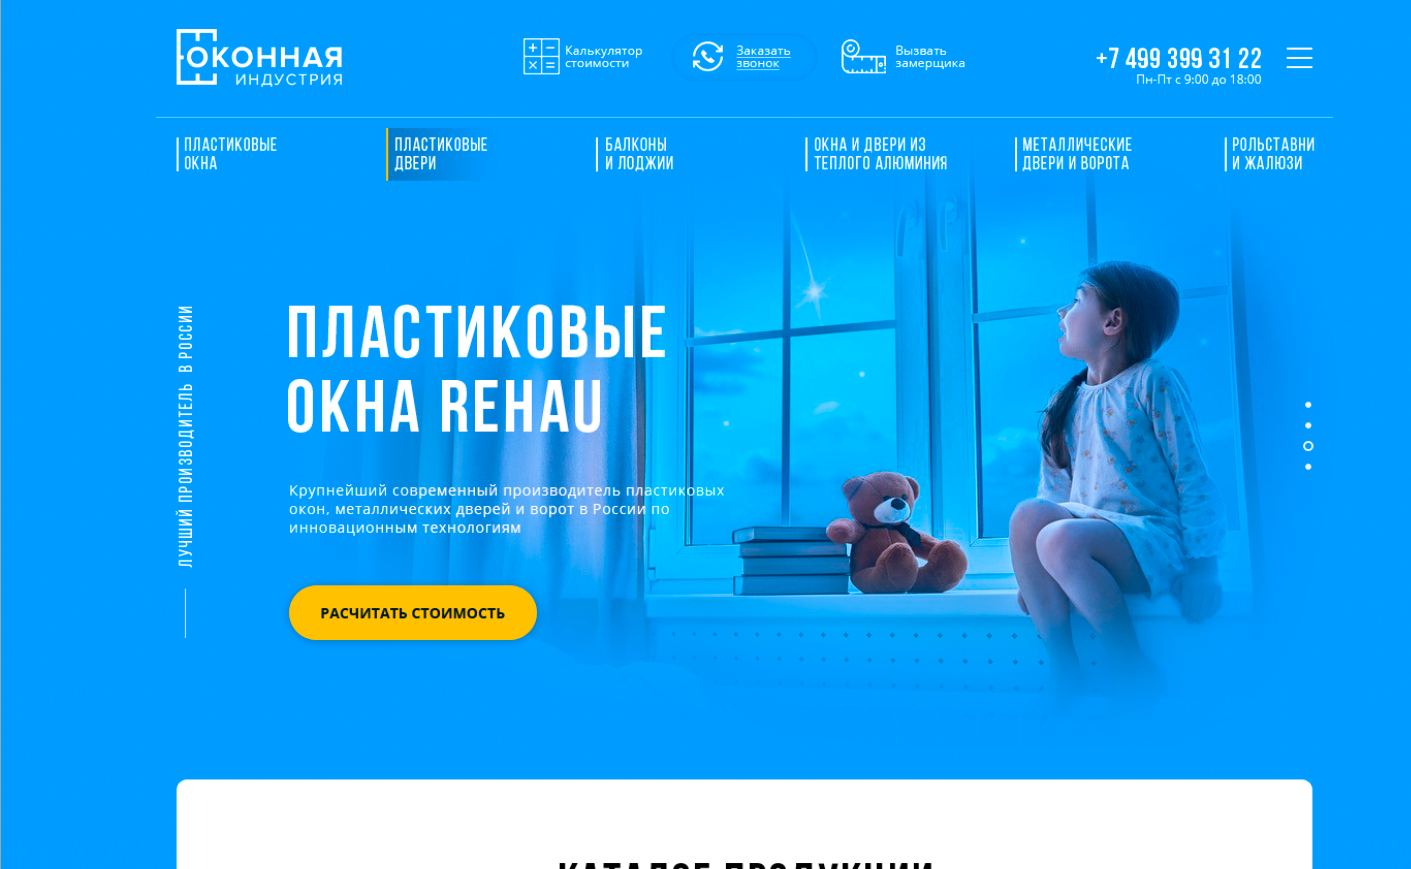 ОКОННАЯ
ИНДУСТРИЯ
Калькулятор
стоимости
Заказать
звонок
Вызвать
замерщика
+7 499 399 31 22
Пн-Пт с 9:00 до 18:00
ПЛАСТИКОВЫЕ
ОКНА
ПЛАСТИКОВЫЕ
ДВЕРИ
БАЛКОНЫ
И ЛОДЖИИ
ОКНА И ДВЕРИ ИЗ
ТЕПЛОГО АЛЮМИНИЯ
МЕТАЛЛИЧЕСКИЕ
ДВЕРИ И ВОРОТА
РОЛЬСТАВНИ
И ЖАЛЮЗИ
ЛУЧШИЙ ПРОИЗВОДИТЕЛЬ В РОССИИ
ПЛАСТИКОВЫЕ
ОКНА REHAU
Крупнейший современный производитель пластиковых
окон, металлических дверей и ворот в России по
инновационным технологиям
РАСЧИТАТЬ СТОИМОСТЬ
КАТАЛОГ ПРОДУКЦИИ